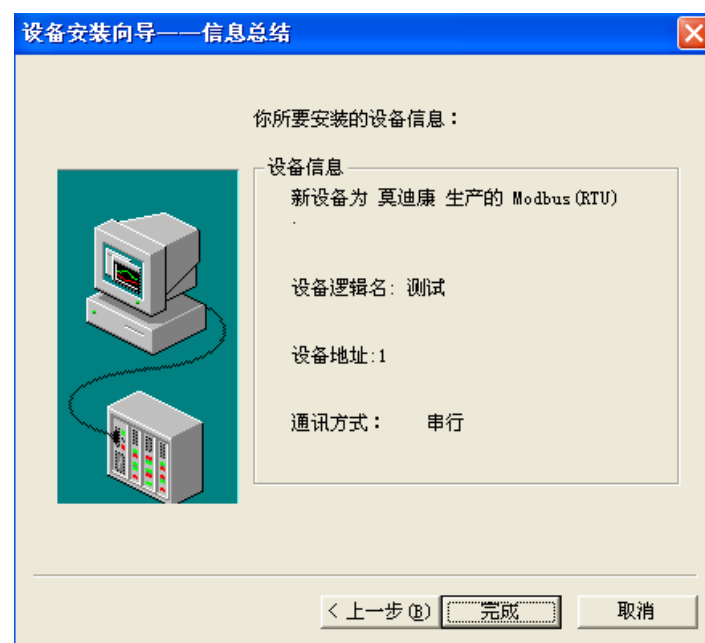 设备安装向导——信息总结
你所要安装的设备信息：
设备信息
新设备为 莫迪康 生产的 Modbus(RTU)
.
设备逻辑名: 测试
设备地址:1
通讯方式： 串行
< 上一步(B)
完成
取消